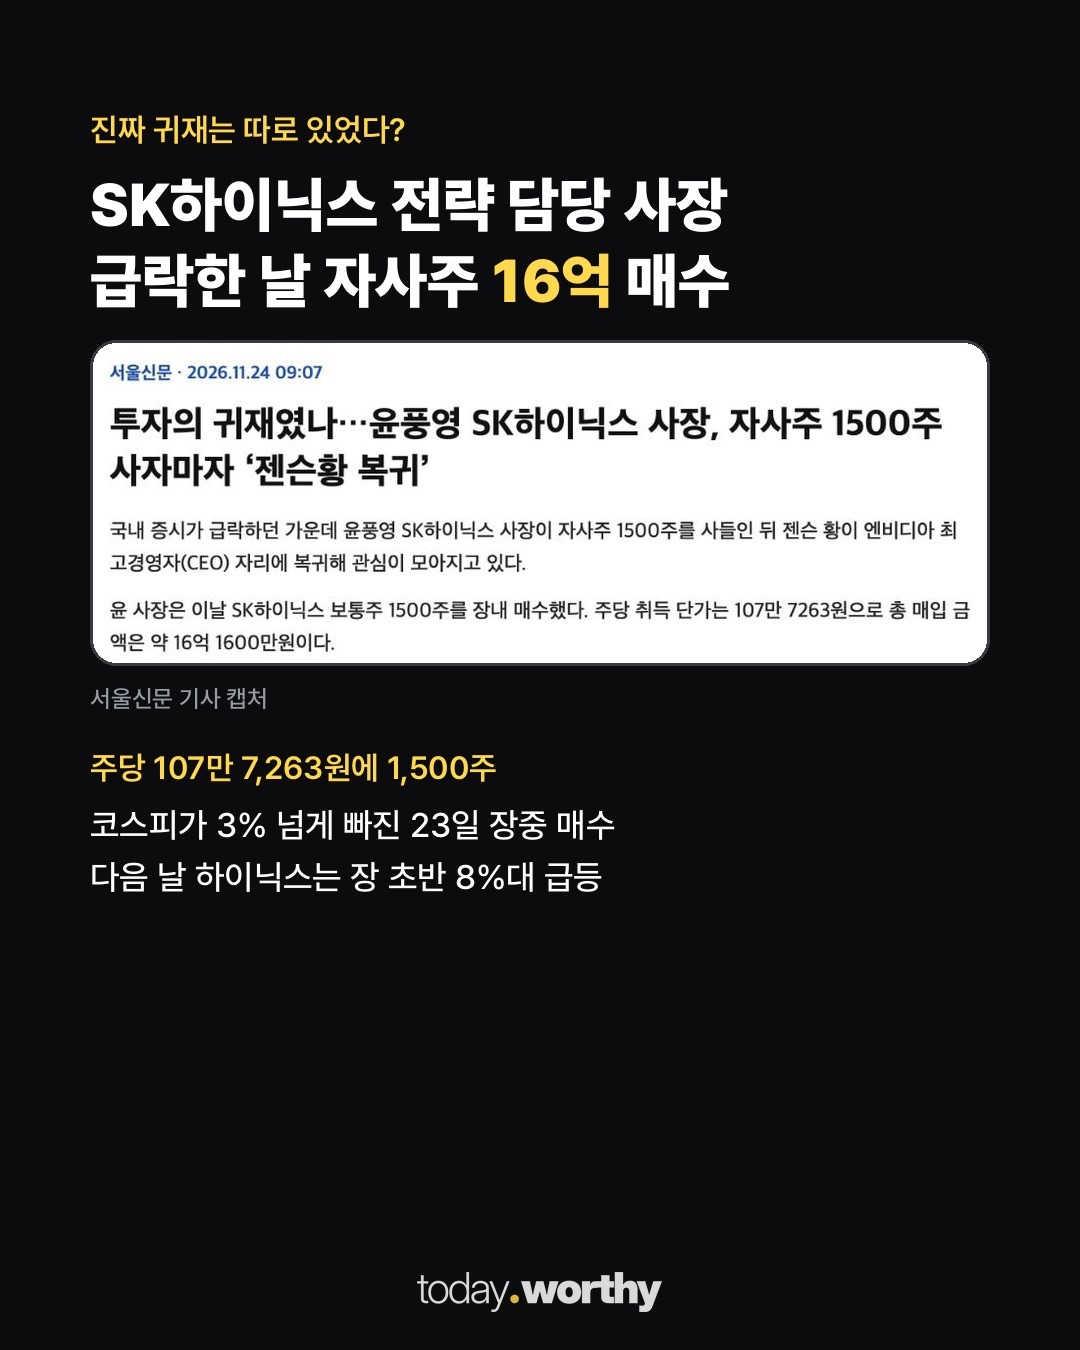 진짜 귀재는 따로 있었다?
SK하이닉스 전략 담당 사장
급락한 날 자사주 16억 매수
서울신문 · 2026.11.24 09:07
투자의 귀재였나…윤풍영 SK하이닉스 사장, 자사주 1500주
사자마자 ‘젠슨황 복귀’
국내 증시가 급락하던 가운데 윤풍영 SK하이닉스 사장이 자사주 1500주를 사들인 뒤 젠슨 황이 엔비디아 최
고경영자(CEO) 자리에 복귀해 관심이 모아지고 있다.
윤 사장은 이날 SK하이닉스 보통주 1500주를 장내 매수했다. 주당 취득 단가는 107만 7263원으로 총 매입 금
액은 약 16억 1600만원이다.
서울신문 기사 캡처
주당 107만 7,263원에 1,500주
코스피가 3% 넘게 빠진 23일 장중 매수
다음 날 하이닉스는 장 초반 8%대 급등
today.worthy